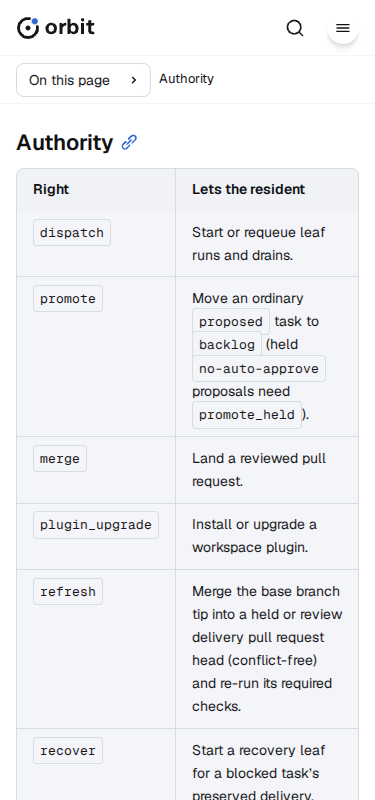 orbit
On this page
Authority
Authority
Right
Lets the resident
dispatch
Start or requeue leaf
runs and drains.
promote
Move an ordinary
proposed task to
backlog (held
no-auto-approve
proposals need
promote_held).
merge
Land a reviewed pull
request.
plugin_upgrade
Install or upgrade a
workspace plugin.
refresh
Merge the base branch
tip into a held or review
delivery pull request
head (conflict-free)
and re-run its required
checks.
recover
Start a recovery leaf
for a blocked task's
preserved delivery.